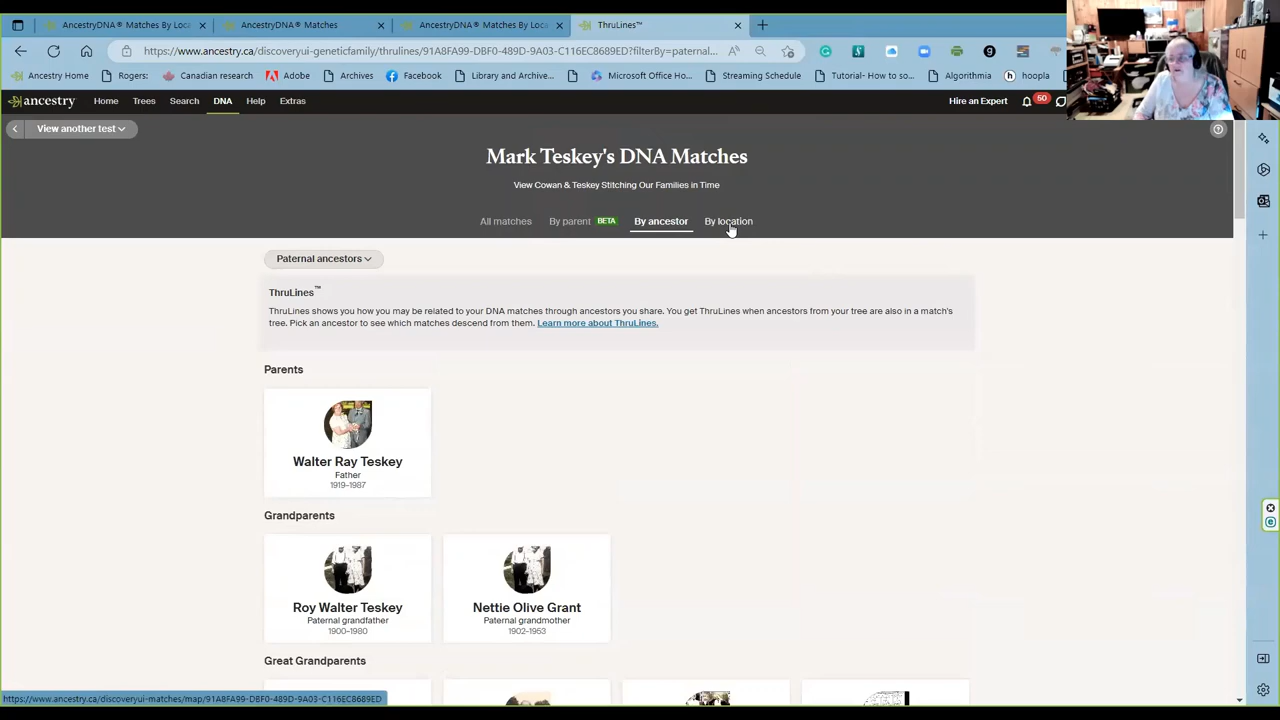 AncestryDNA® Matches By Loca
AncestryDNA® Matches
AncestryDNA® Matches By Loca
ThruLines™
https://www.ancestry.ca/discoveryui-geneticfamily/thrulines/91A8FA99-DBF0-489D-9A03-C116EC8689ED?filterBy=paternal...
Ancestry Home
Rogers:
Canadian research
Adobe
Archives
Facebook
Library and Archive...
Microsoft Office Ho...
Streaming Schedule
Tutorial- How to so...
Algorithmia
hoopla
ancestry
Home
Trees
Search
DNA
Help
Extras
Hire an Expert
50
View another test
Mark Teskey's DNA Matches
View Cowan & Teskey Stitching Our Families in Time
All matches
By parent BETA
By ancestor
By location
Paternal ancestors
ThruLines™
ThruLines shows you how you may be related to your DNA matches through ancestors you share. You get ThruLines when ancestors from your tree are also in a match's
tree. Pick an ancestor to see which matches descend from them. Learn more about ThruLines.
Parents
Walter Ray Teskey
Father
1919–1987
Grandparents
Roy Walter Teskey
Paternal grandfather
1900–1980
Nettie Olive Grant
Paternal grandmother
1902–1953
Great Grandparents
https://www.ancestry.ca/discoveryui-matches/map/91A8FA99-DBF0-489D-9A03-C116EC8689ED